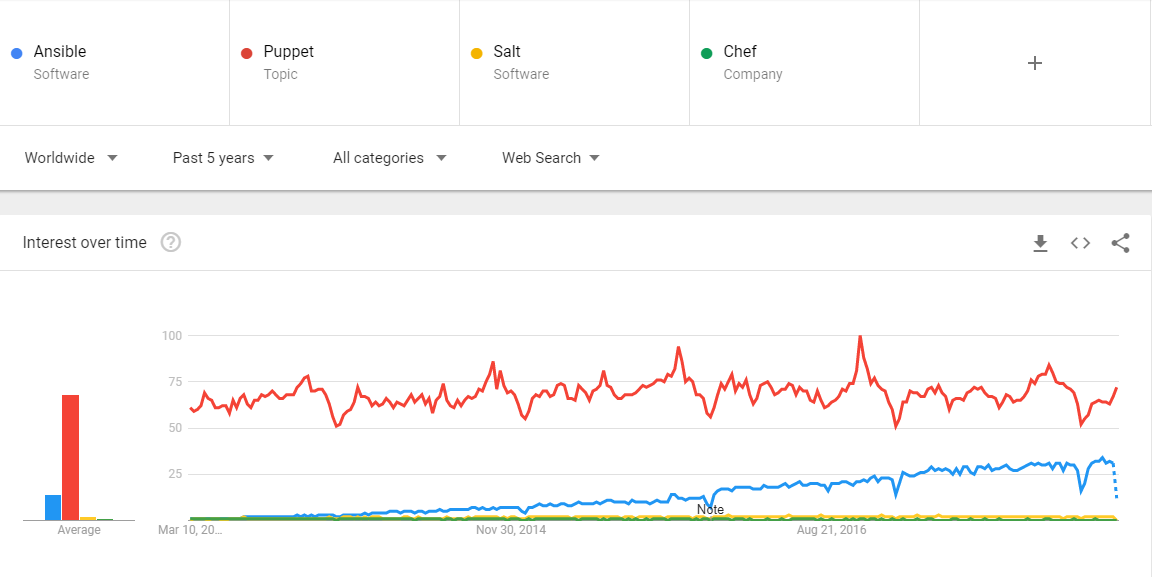 Ansible
Software
Puppet
Topic
Salt
Software
Chef
Company
+
Worldwide
Past 5 years
All categories
Web Search
Interest over time
?
100
75
50
25
Note
Average
Mar 10, 20...
Nov 30, 2014
Aug 21, 2016